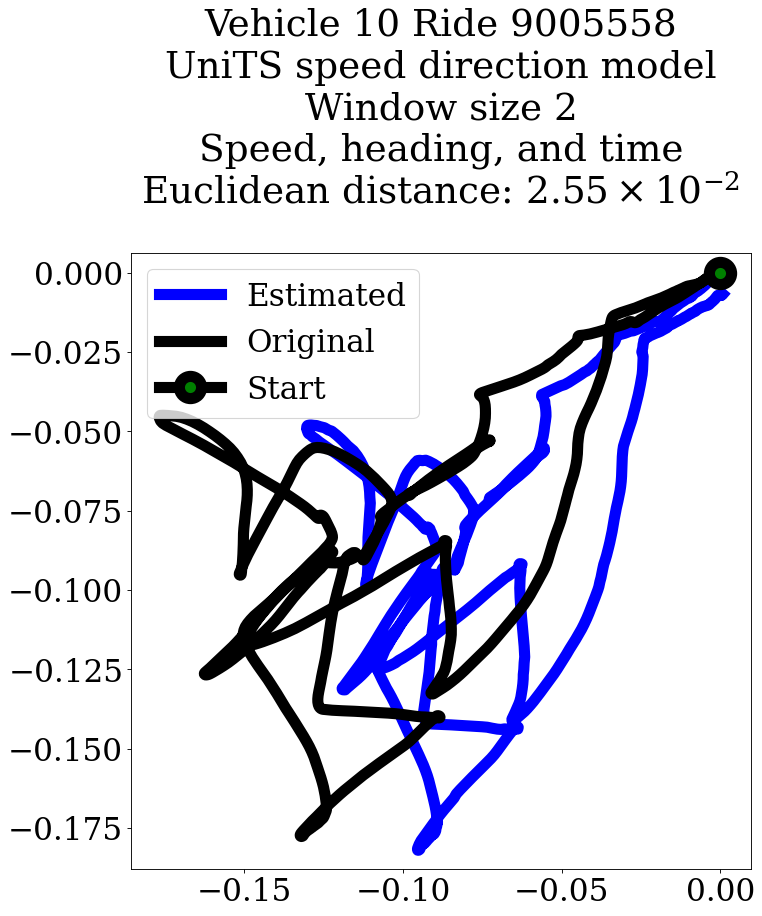 Vehicle 10 Ride 9005558
UniTS speed direction model
Window size 2
Speed, heading, and time
Euclidean distance: $2.55 \times 10^{-2}$
Estimated
Original
Start
0.000
−0.025
−0.050
−0.075
−0.100
−0.125
−0.150
−0.175
−0.15
−0.10
−0.05
0.00